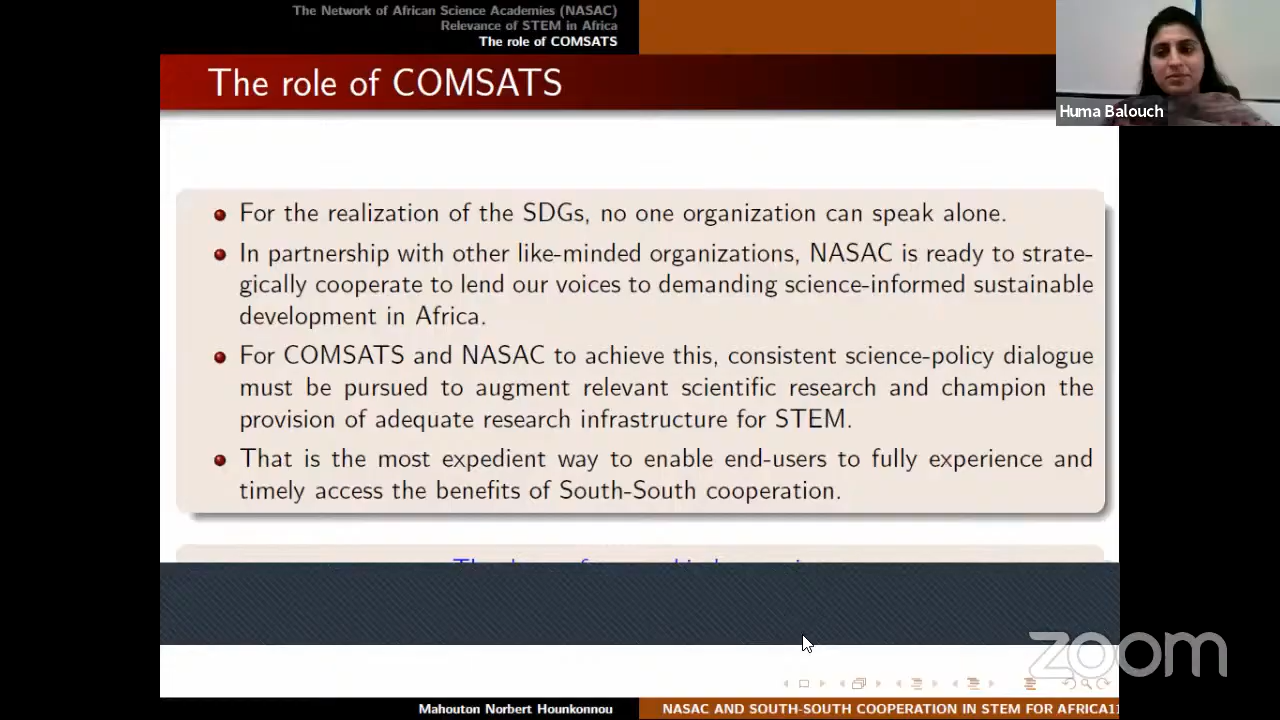 The Network of African Science Academies (NASAC)
Relevance of STEM in Africa
The role of COMSATS
The role of COMSATS
Huma Balouch
For the realization of the SDGs, no one organization can speak alone.
In partnership with other like-minded organizations, NASAC is ready to strate-
gically cooperate to lend our voices to demanding science-informed sustainable
development in Africa.
For COMSATS and NASAC to achieve this, consistent science-policy dialogue
must be pursued to augment relevant scientific research and champion the
provision of adequate research infrastructure for STEM.
That is the most expedient way to enable end-users to fully experience and
timely access the benefits of South-South cooperation.
zoom
Mahouton Norbert Hounkonnou
NASAC AND SOUTH-SOUTH COOPERATION IN STEM FOR AFRICA